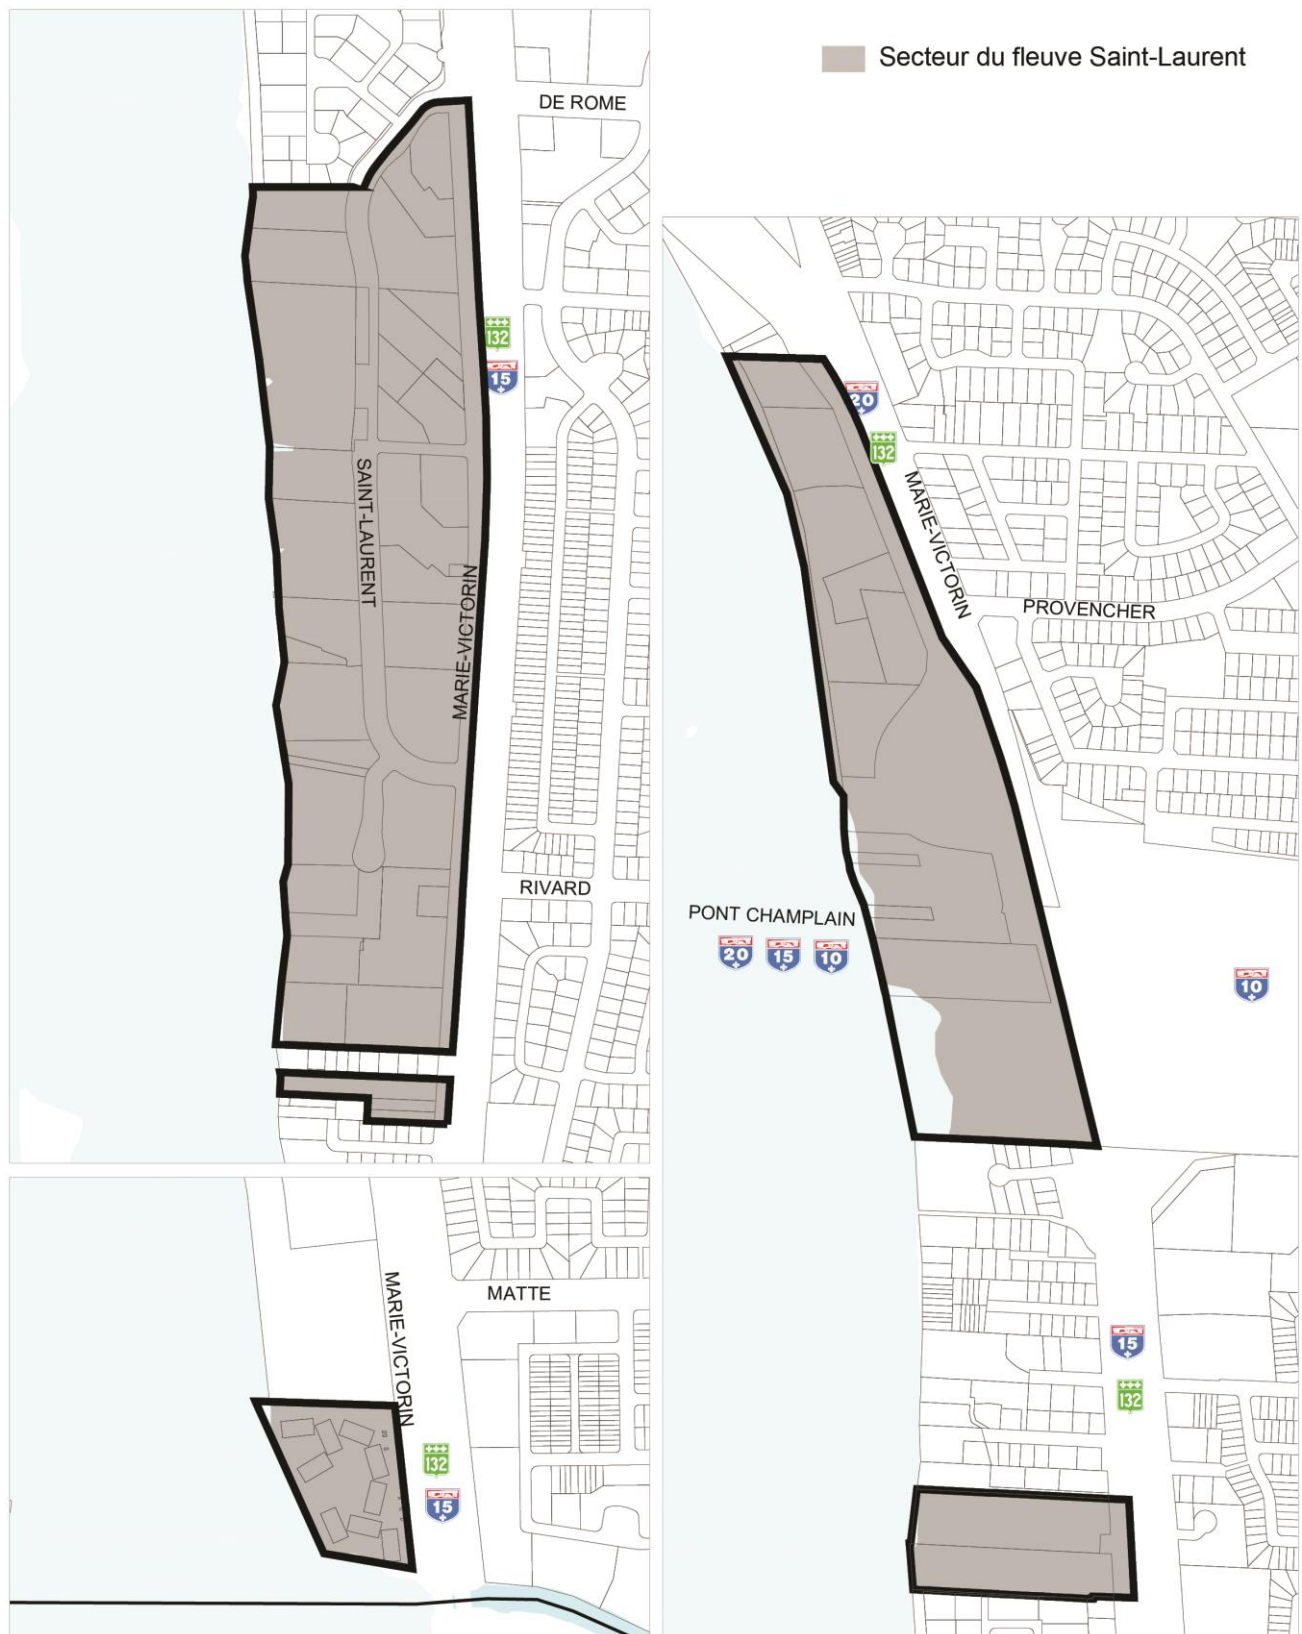 Secteur du fleuve Saint-Laurent
DE ROME
132
15
SAINT-LAURENT
MARIE-VICTORIN
RIVARD
20
132
MARIE-VICTORIN
PROVENCHER
PONT CHAMPLAIN
20 15 10
10
15
132
MARIE-VICTORIN
MATTE
132
15